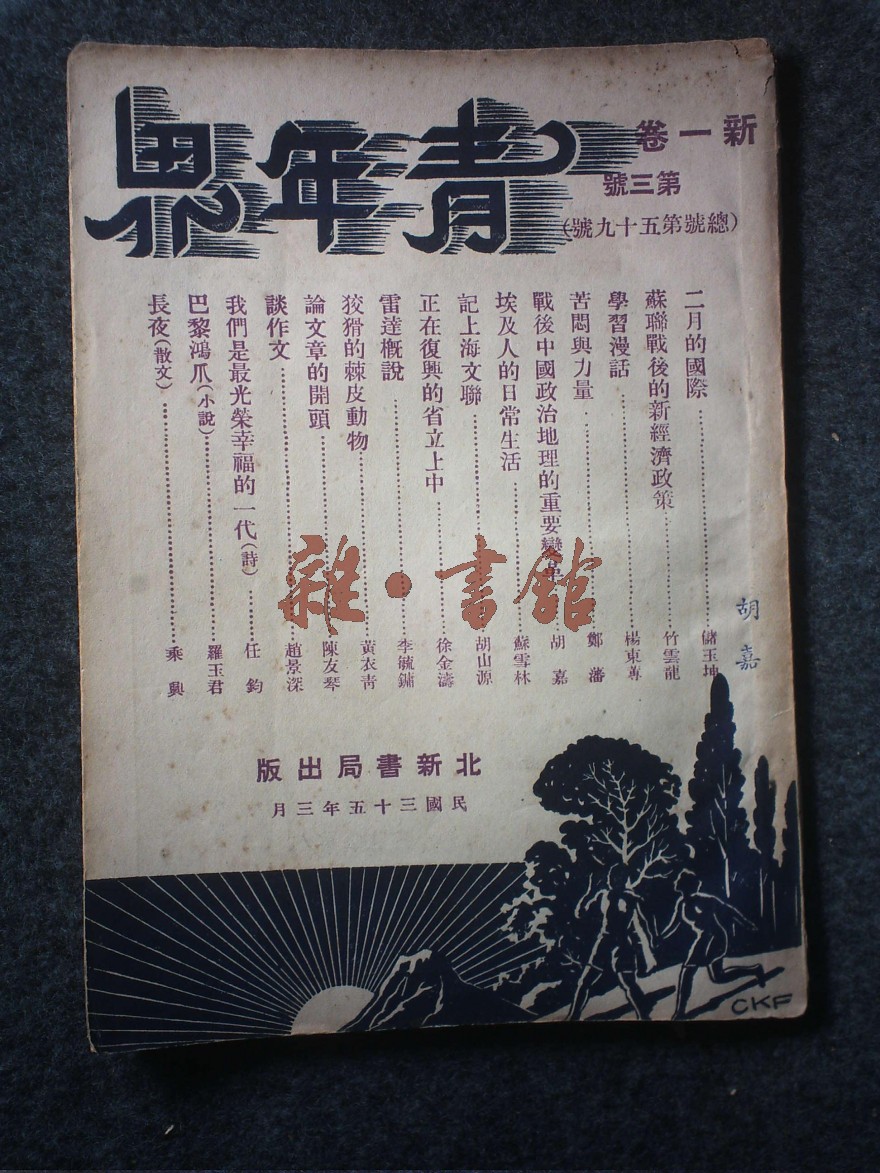 青年界
新一卷
第三號
(總號第五十九號)
二月的國際 儲玉坤
蘇聯戰後的新經濟政策 竹雲龍
學習漫話 楊東蓴
苦悶與力量 鄭藩
戰後中國政治地理的重要變革 胡嘉
埃及人的日常生活 蘇雪林
記上海文聯 胡山源
正在復興的省立上中 徐金濤
雷達概說 李毓鏞
狡猾的棘皮動物 黃衣青
論文章的開頭 陳友琴
談作文 趙景深
我們是最光榮幸福的一代(詩) 任鈞
巴黎鴻爪(小說) 羅玉君
長夜(散文) 乘興
胡嘉
雜·書館
北新書局出版
民國三十五年三月
CKF